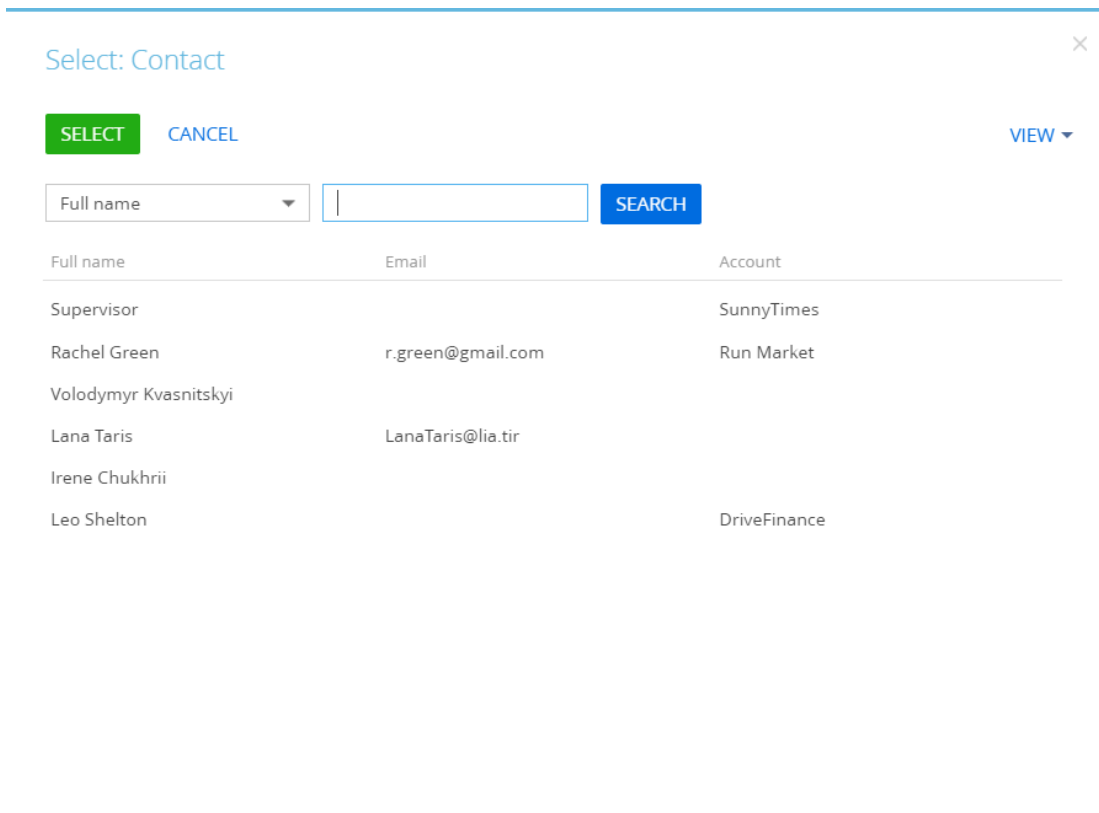 Select: Contact
SELECT CANCEL VIEW
Full name SEARCH
Full name Email Account
Supervisor SunnyTimes
Rachel Green r.green@gmail.com Run Market
Volodymyr Kvasnitskyi
Lana Taris LanaTaris@lia.tir
Irene Chukhrii
Leo Shelton DriveFinance